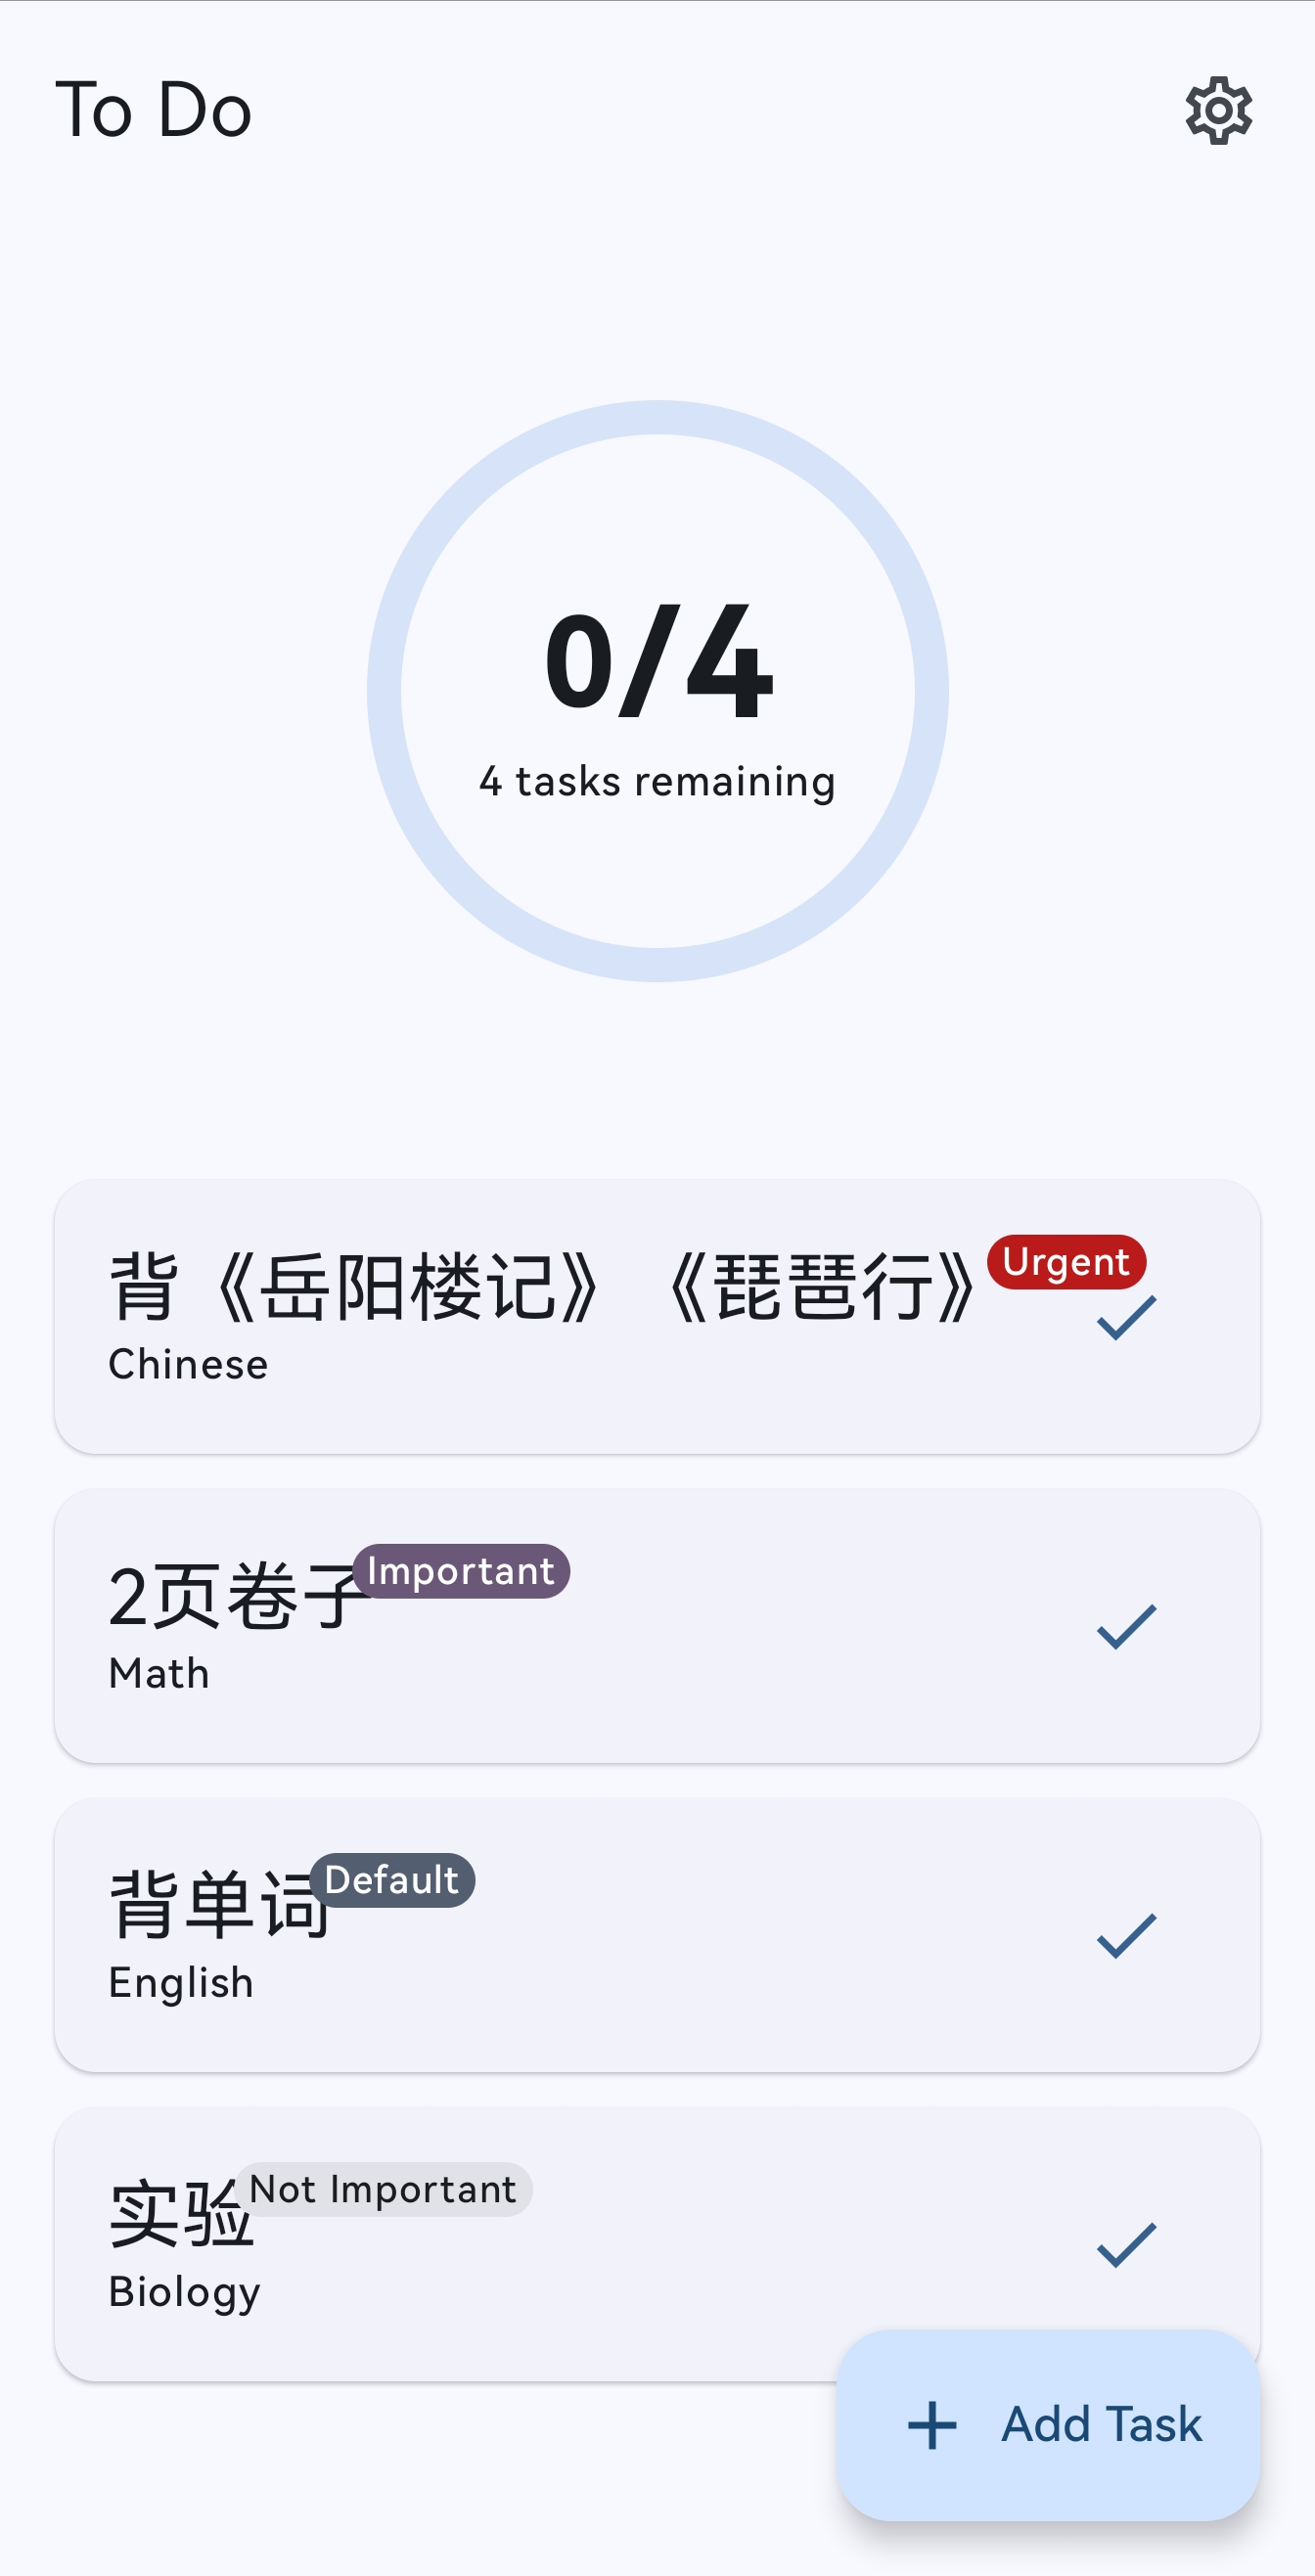 To Do
0/4
4 tasks remaining
背《岳阳楼记》《琵琶行》
Urgent
Chinese
2页卷子
Important
Math
背单词
Default
English
实验
Not Important
Biology
Add Task